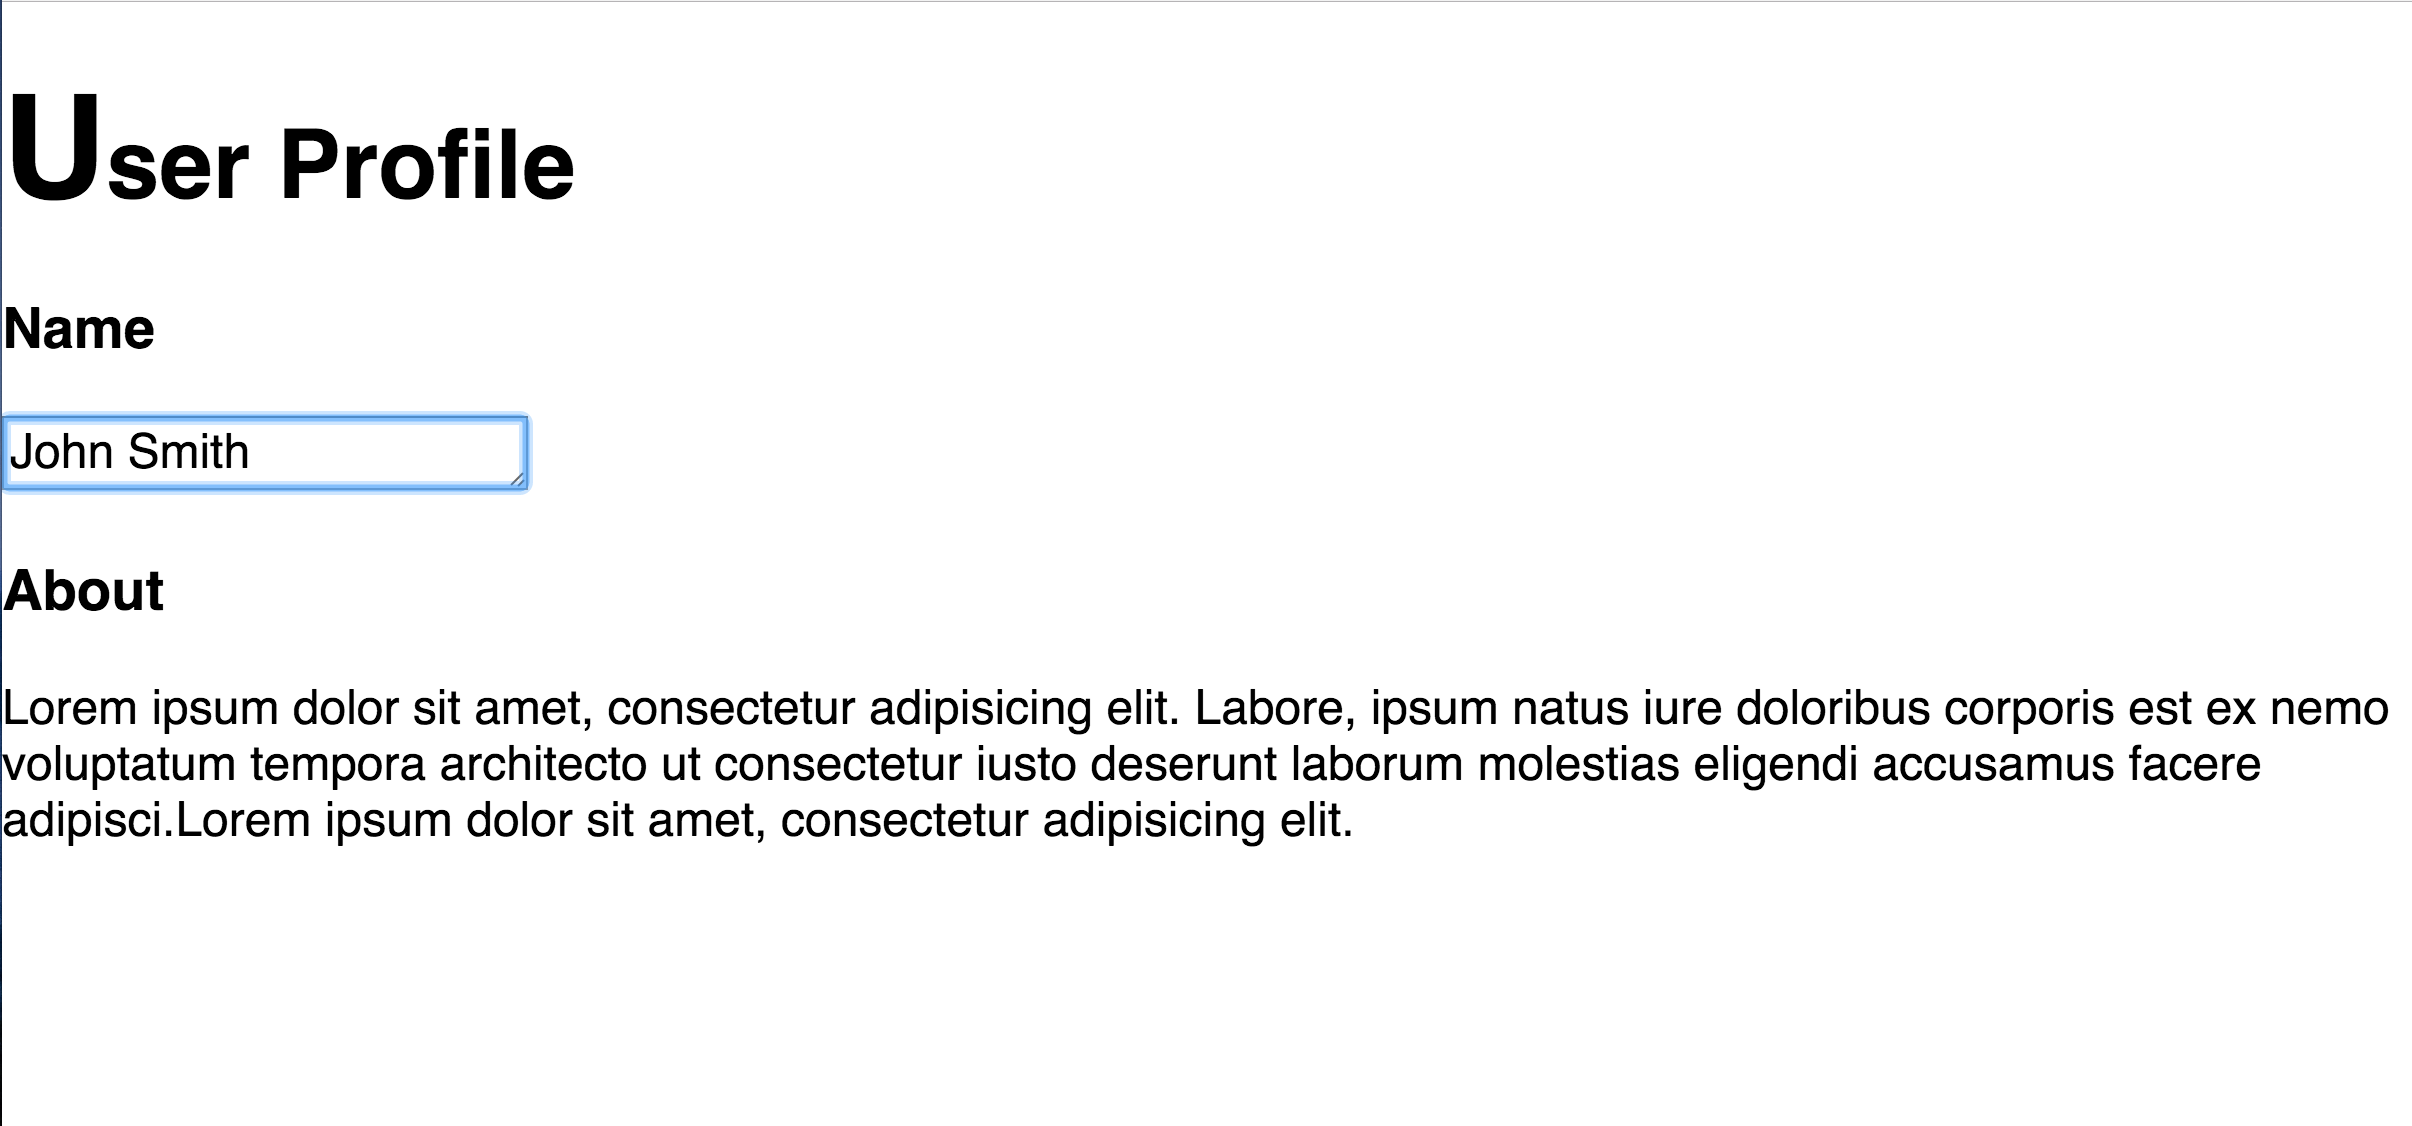 User Profile
Name
John Smith
About
Lorem ipsum dolor sit amet, consectetur adipisicing elit. Labore, ipsum natus iure doloribus corporis est ex nemo
voluptatum tempora architecto ut consectetur iusto deserunt laborum molestias eligendi accusamus facere
adipisci.Lorem ipsum dolor sit amet, consectetur adipisicing elit.